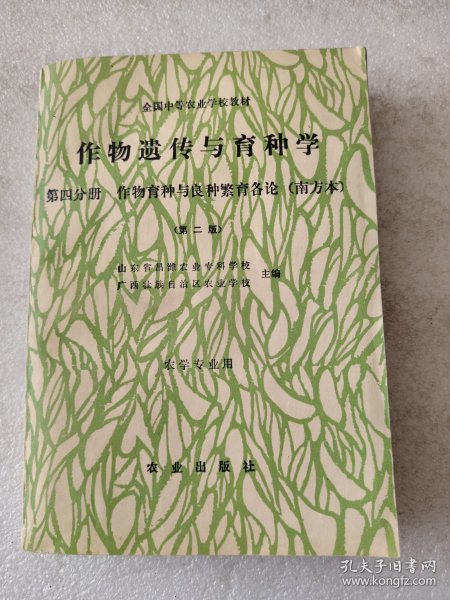 全国中等农业学校教材
作物遗传与育种学
第四分册 作物育种与良种繁育各论（南方本）
（第二版）
山东省昌潍农业专科学校
广西壮族自治区农业学校
主编
农学专业用
农业出版社
孔夫子旧书网
www.kongfz.com